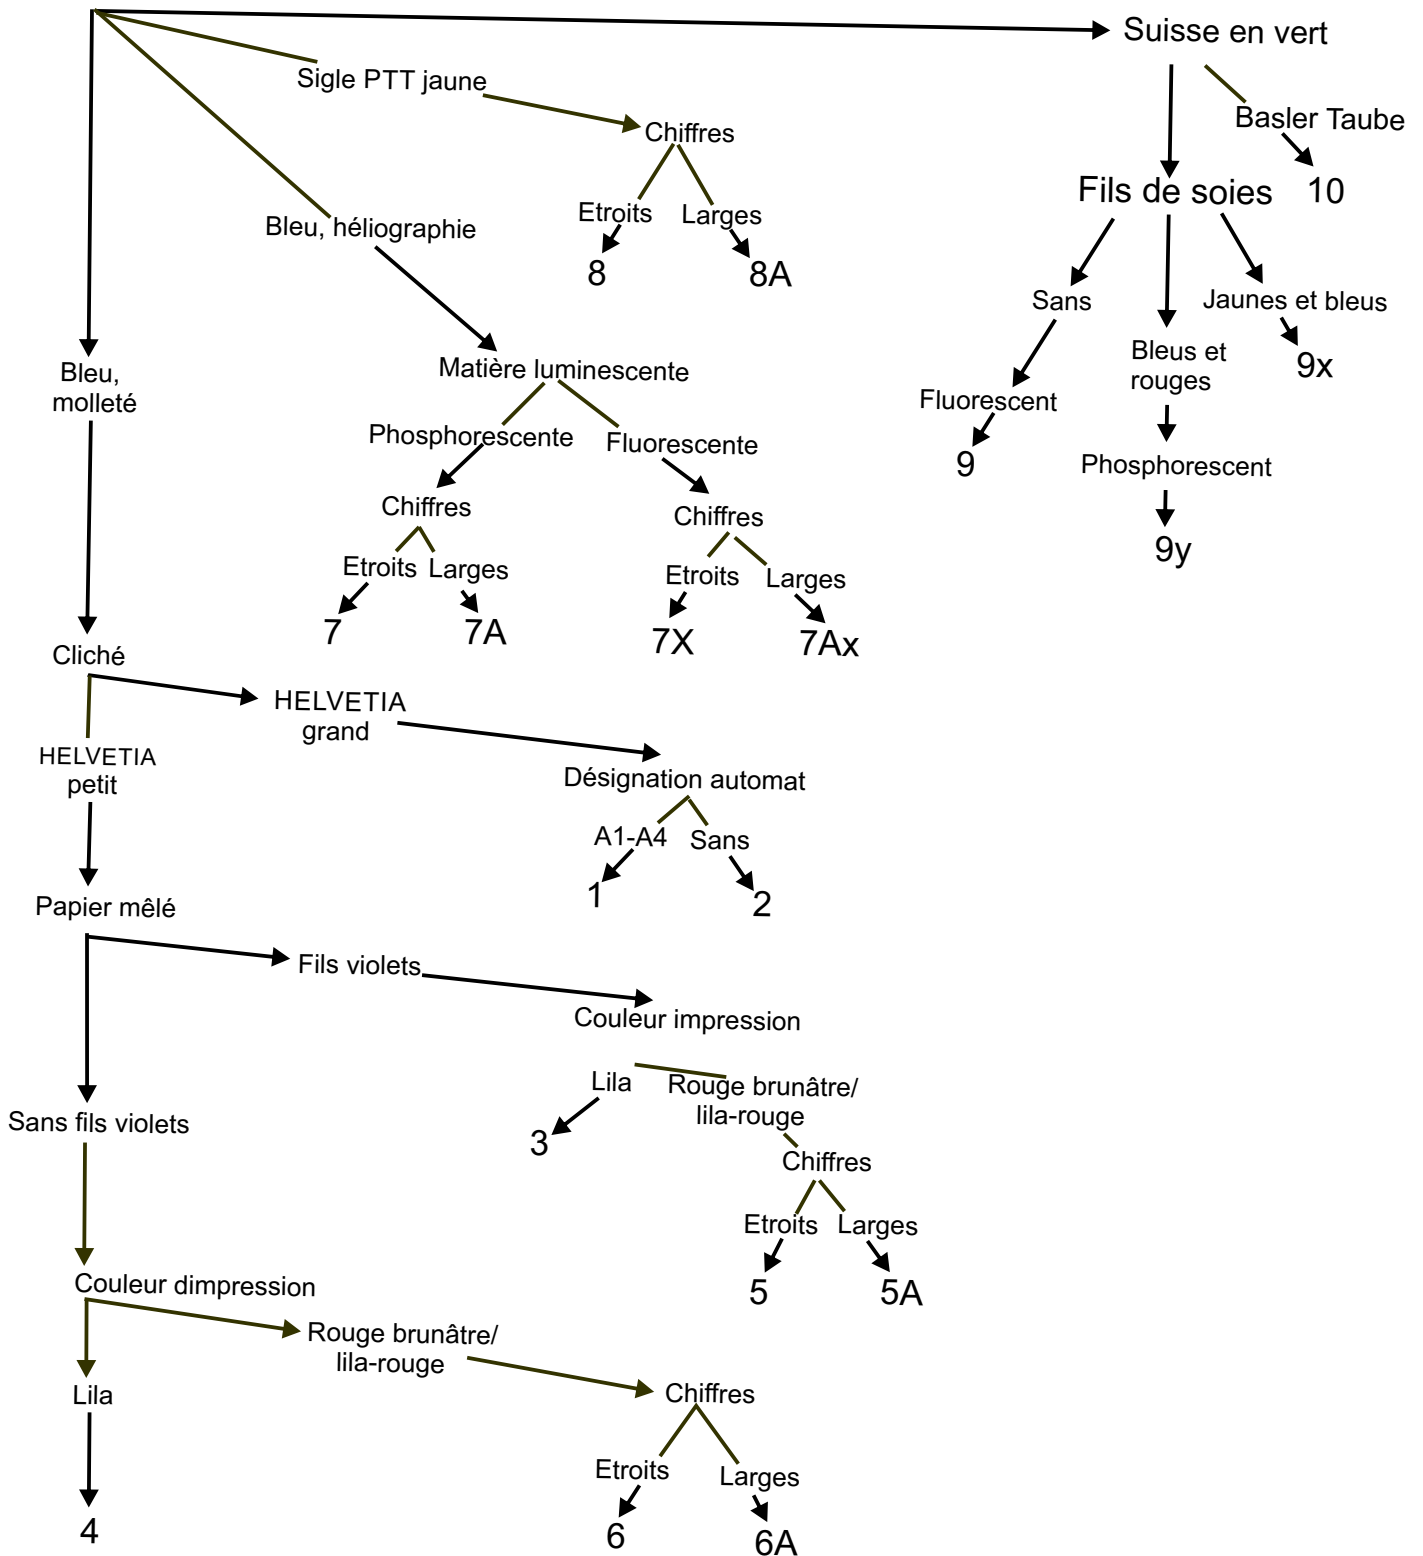 Suisse en vert
Sigle PTT jaune
Basler Taube
Chiffres
10
Fils de soies
Etroits
Larges
Bleu, héliographie
8
8A
Sans
Jaunes et bleus
Bleus et
rouges
9x
Bleu,
molleté
Matière luminescente
Fluorescent
Phosphorescente
Fluorescente
9
Phosphorescent
Chiffres
Chiffres
9y
Etroits
Larges
Etroits
Larges
7
7A
7X
7Ax
Cliché
HELVETIA
grand
HELVETIA
petit
Désignation automat
A1-A4
Sans
1
2
Papier mêlé
Fils violets
Couleur impression
Lila
Rouge brunâtre/
lila-rouge
Sans fils violets
3
Chiffres
Etroits
Larges
5
5A
Couleur dimpression
Rouge brunâtre/
lila-rouge
Lila
Chiffres
Etroits
Larges
4
6
6A